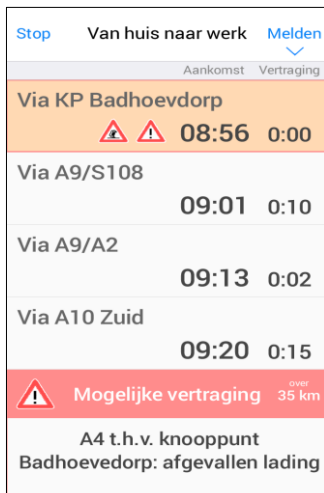 Stop Van huis naar werk Melden
Aankomst Vertraging
Via KP Badhoevdorp
08:56 0:00
Via A9/S108
09:01 0:10
Via A9/A2
09:13 0:02
Via A10 Zuid
09:20 0:15
Mogelijke vertraging over 35 km
A4 t.h.v. knooppunt
Badhoevedorp: afgevallen lading